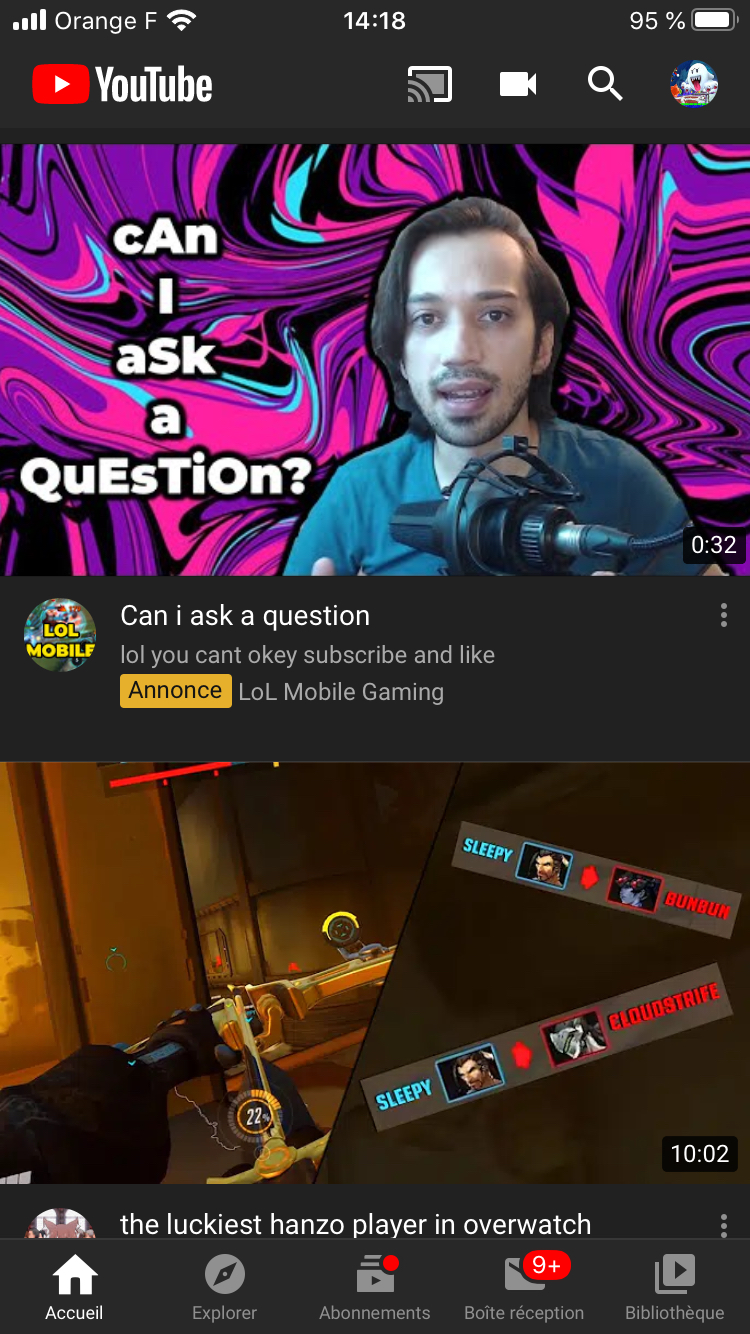 Orange F 14:18 95 %
YouTube
cAn
I
aSk
a
QuEsTiOn?
0:32
LOL
MOBILE
Can i ask a question
lol you cant okey subscribe and like
Annonce LoL Mobile Gaming
SLEEPY BUNBUN
SLEEPY CLOUDSTRIFE
22%
10:02
the luckiest hanzo player in overwatch
9+
Accueil Explorer Abonnements Boîte réception Bibliothèque